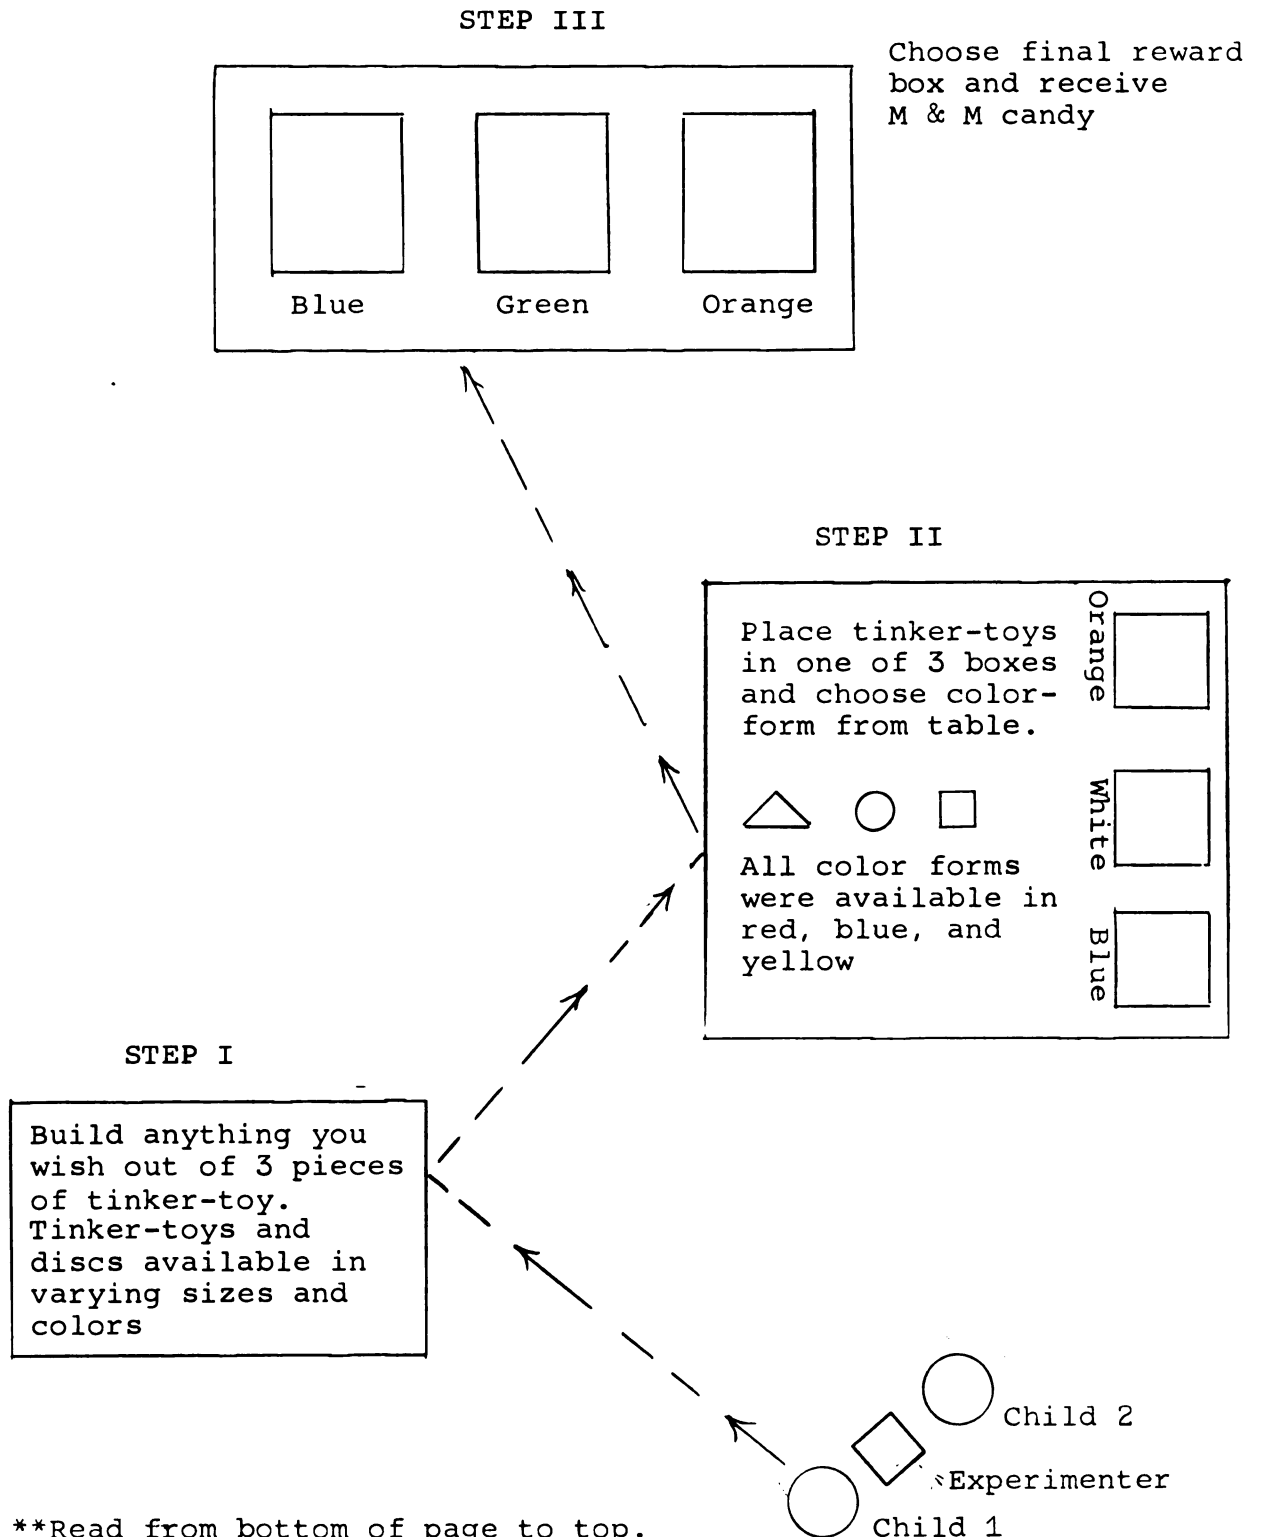 STEP III
Choose final reward
box and receive
M & M candy
Blue
Green
Orange
STEP II
Place tinker-toys
in one of 3 boxes
and choose color-
form from table.
Orange
White
Blue
All color forms
were available in
red, blue, and
yellow
STEP I
Build anything you
wish out of 3 pieces
of tinker-toy.
Tinker-toys and
discs available in
varying sizes and
colors
Child 2
Experimenter
Child 1
**Read from bottom of page to top.